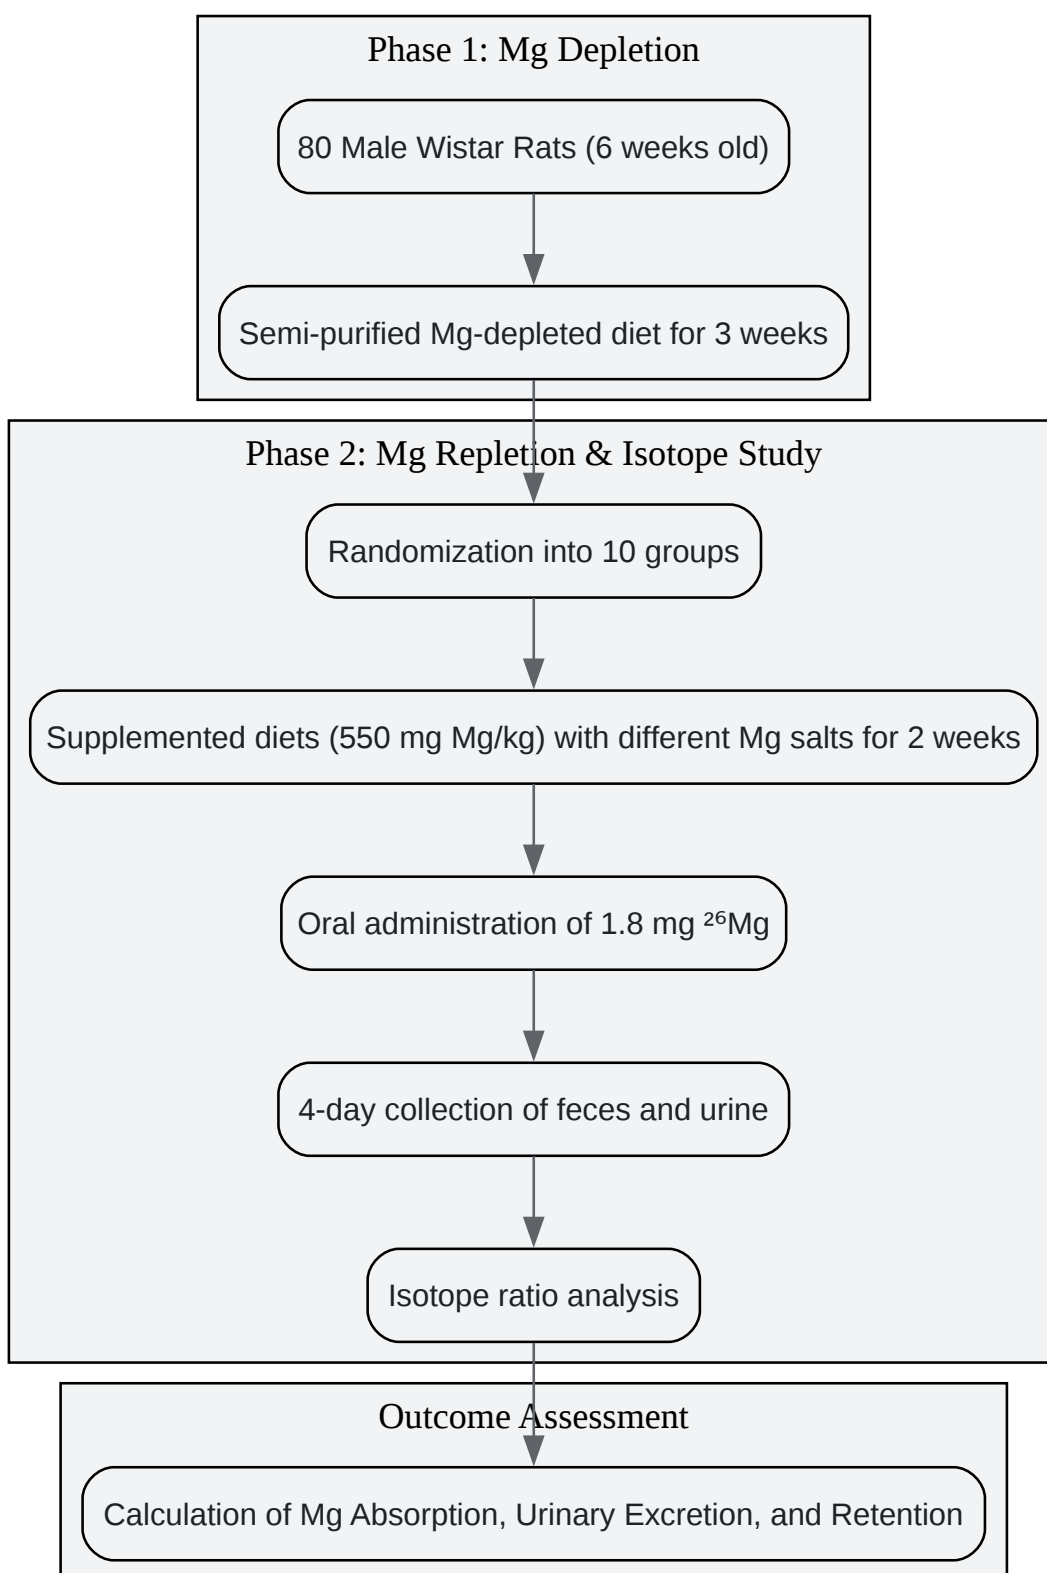 Phase 1: Mg Depletion
80 Male Wistar Rats (6 weeks old)
Semi-purified Mg-depleted diet for 3 weeks
Phase 2: Mg Repletion & Isotope Study
Randomization into 10 groups
Supplemented diets (550 mg Mg/kg) with different Mg salts for 2 weeks
Oral administration of 1.8 mg ²⁶Mg
4-day collection of feces and urine
Isotope ratio analysis
Outcome Assessment
Calculation of Mg Absorption, Urinary Excretion, and Retention